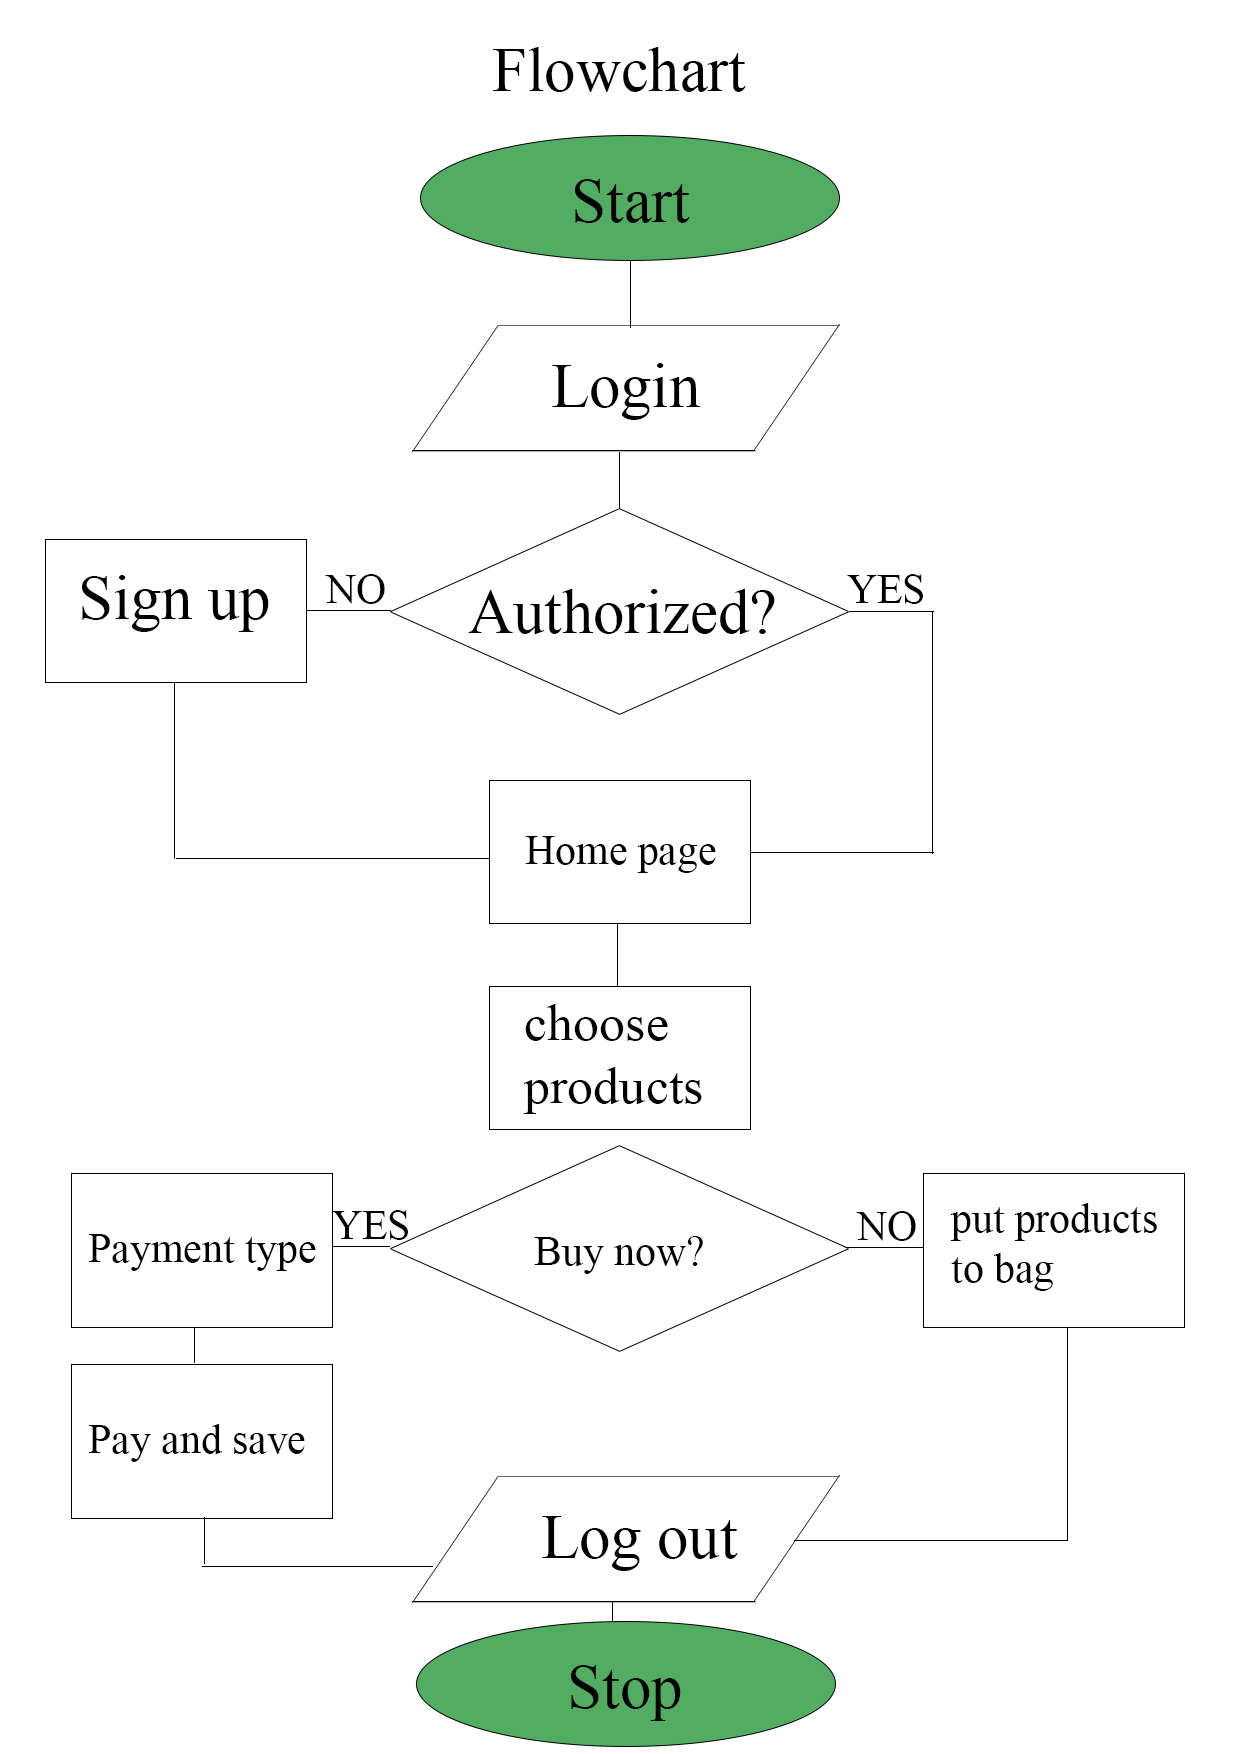 Flowchart
Start
Login
Sign up
NO
Authorized?
YES
Home page
choose
products
Payment type
YES
Buy now?
NO
put products
to bag
Pay and save
Log out
Stop